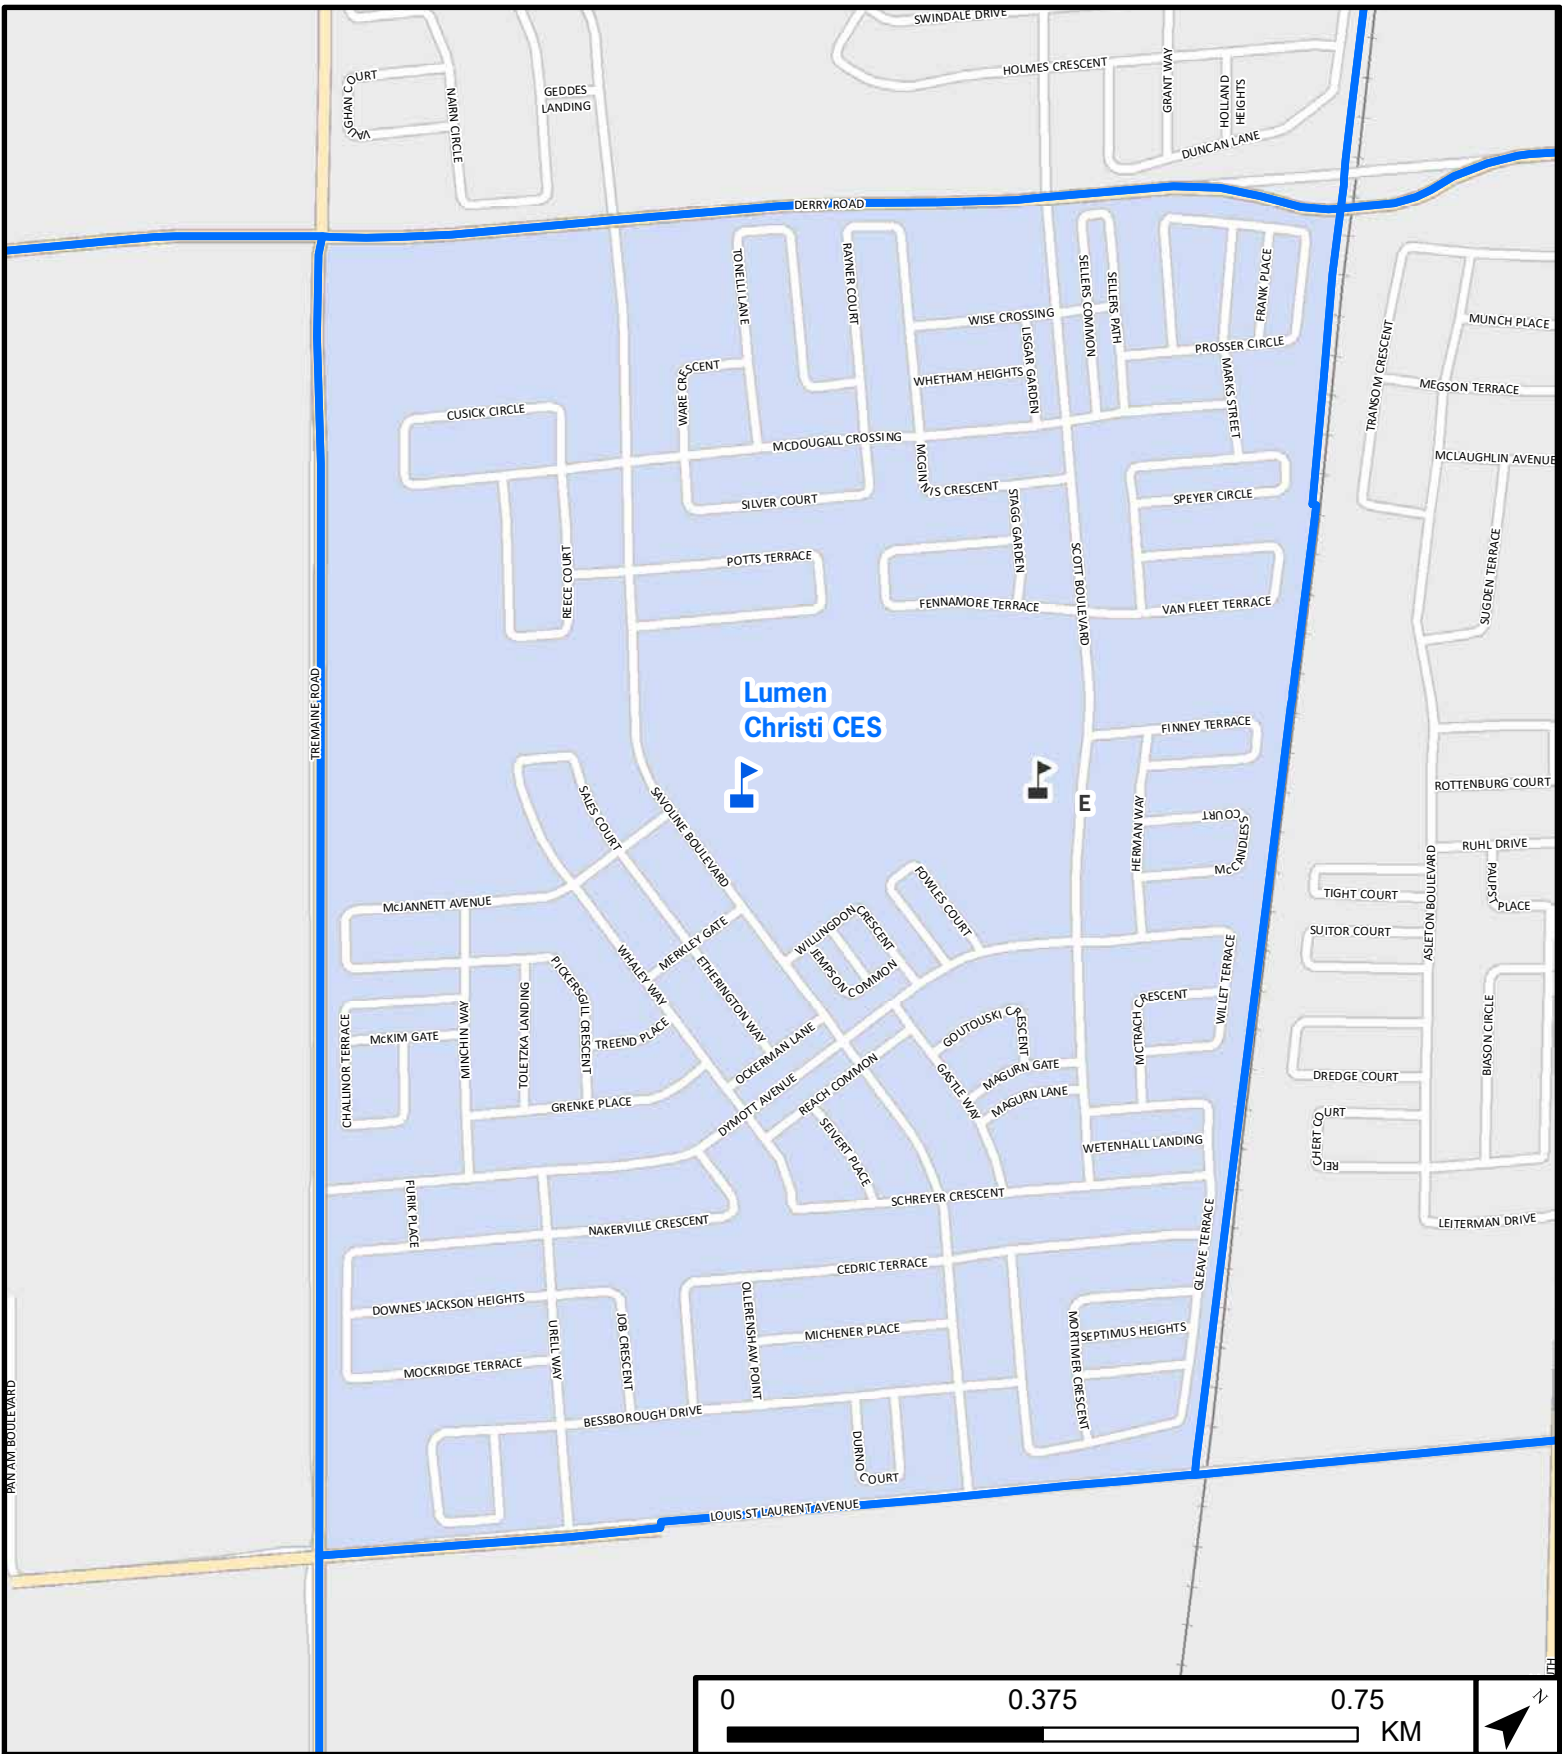 SWINDALE DRIVE
HOLMES CRESCENT
GRANT WAY
HOLLAND
HEIGHTS
DUNCAN LANE
VAUGHAN COURT
NAIRN CIRCLE
GEDDES
LANDING
DERRY ROAD
TONELLI LANE
RAYNER COURT
SELLERS COMMON
SELLERS PATH
FRANK PLACE
WISE CROSSING
LISGAR GARDEN
PROSSER CIRCLE
MUNCH PLACE
TRANSOM CRESCENT
WARE CRESCENT
WHETHAM HEIGHTS
MARKS STREET
MEGSON TERRACE
CUSICK CIRCLE
MCDOUGALL CROSSING
MCGINNIS CRESCENT
MCLAUGHLIN AVENUE
SILVER COURT
STAGG GARDEN
SPEYER CIRCLE
SUGDEN TERRACE
REECE COURT
POTTS TERRACE
SCOTT BOULEVARD
FENNAMORE TERRACE
VAN FLEET TERRACE
TREMAINE ROAD
Lumen
Christi CES
FINNEY TERRACE
E
SALES COURT
SAVOLINE BOULEVARD
HERMAN WAY
McCANDLESS COURT
ROTTENBURG COURT
RUHL DRIVE
PAUPST PLACE
ASLETON BOULEVARD
TIGHT COURT
SUITOR COURT
McJANNETT AVENUE
MERKLEY GATE
WILLINGDON CRESCENT
JEMPSON COMMON
FOWLES COURT
WHALEY WAY
ETHERINGTON WAY
PICKERSGILL CRESCENT
WILLET TERRACE
MCTRACH CRESCENT
CHALLINOR TERRACE
McKIM GATE
MINCHIN WAY
TOLETZKA LANDING
TREEND PLACE
OCKERMAN LANE
GOUTOUSKI CRESCENT
BIASON CIRCLE
DREDGE COURT
GRENKE PLACE
DYMOTT AVENUE
REACH COMMON
GASTLE WAY
MAGURN GATE
MAGURN LANE
REICHERT COURT
SEIVERT PLACE
WETENHALL LANDING
FURIK PLACE
NAKERVILLE CRESCENT
SCHREYER CRESCENT
LEITERMAN DRIVE
GLEAVE TERRACE
CEDRIC TERRACE
DOWNES JACKSON HEIGHTS
OLLERENSHAW POINT
MICHENER PLACE
SEPTIMUS HEIGHTS
MORTIMER CRESCENT
URELL WAY
JOB CRESCENT
MOCKRIDGE TERRACE
BESSBOROUGH DRIVE
DURNO COURT
PAN AM BOULEVARD
LOUIS ST LAURENT AVENUE
0 0.375 0.75
KM
N